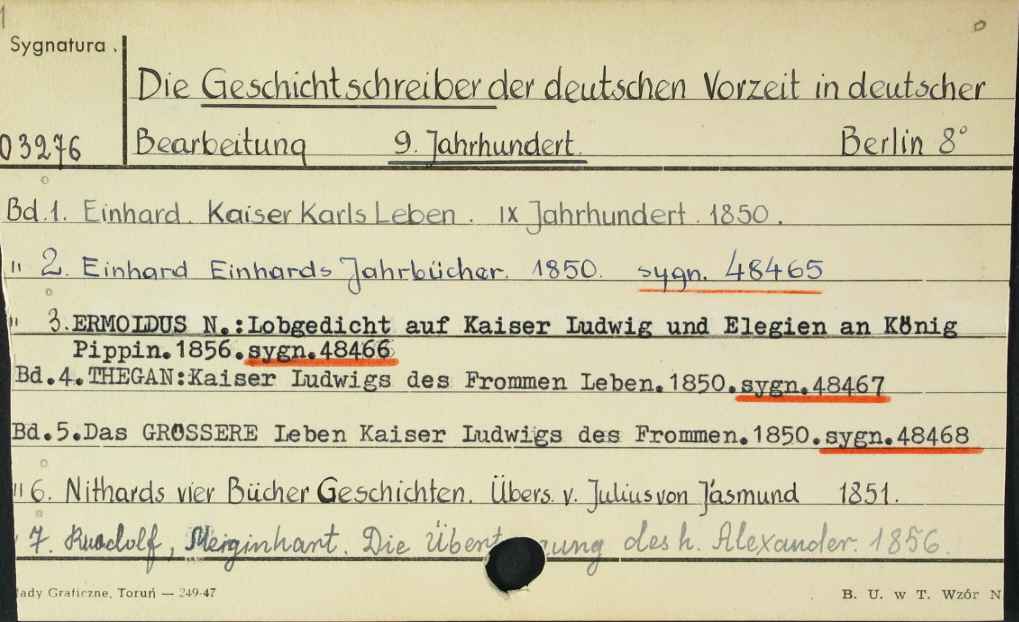 Sygnatura.
Die Geschichtschreiber der deutschen Vorzeit in deutscher
03276 Bearbeitung 9. Jahrhundert. Berlin 8°
Bd.1. Einhard. Kaiser Karls Leben. IX Jahrhundert. 1850.
" 2. Einhard Einhards Jahrbücher. 1850. sygn. 48465
" 3. ERMOLDUS N.:Lobgedicht auf Kaiser Ludwig und Elegien an König
Pippin.1856.sygn.48466
Bd.4.THEGAN:Kaiser Ludwigs des Frommen Leben.1850.sygn.48467
Bd.5.Das GROSSERE Leben Kaiser Ludwigs des Frommen.1850.sygn.48468
" 6. Nithards vier Bücher Geschichten. Übers. v. Julius von Jasmund 1851.
" 7. Rudolf, Meginhart. Die des h. Alexander. 1856.
Graficzne, Toruń — 249-47 B. U. w T. Wzór N